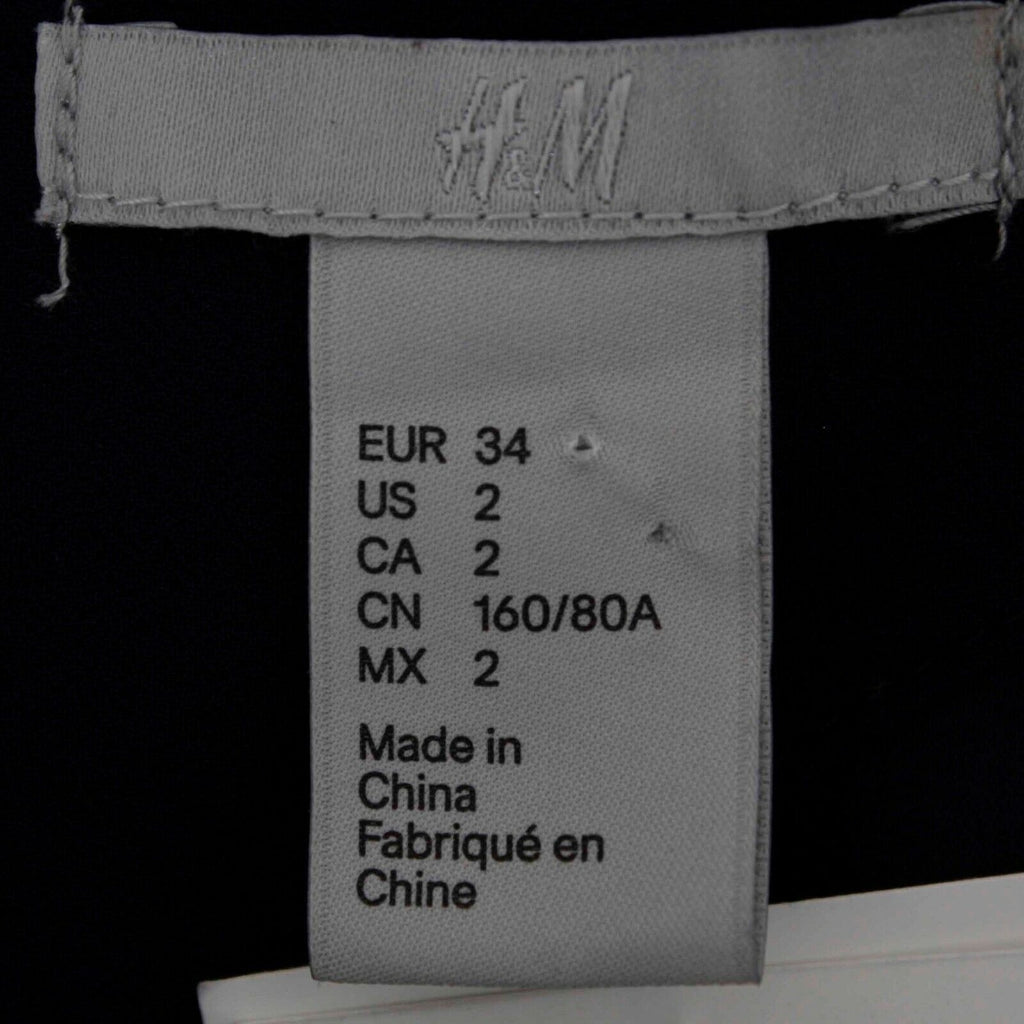 H&M
EUR 34
US 2
CA 2
CN 160/80A
MX 2
Made in
China
Fabriqué en
Chine